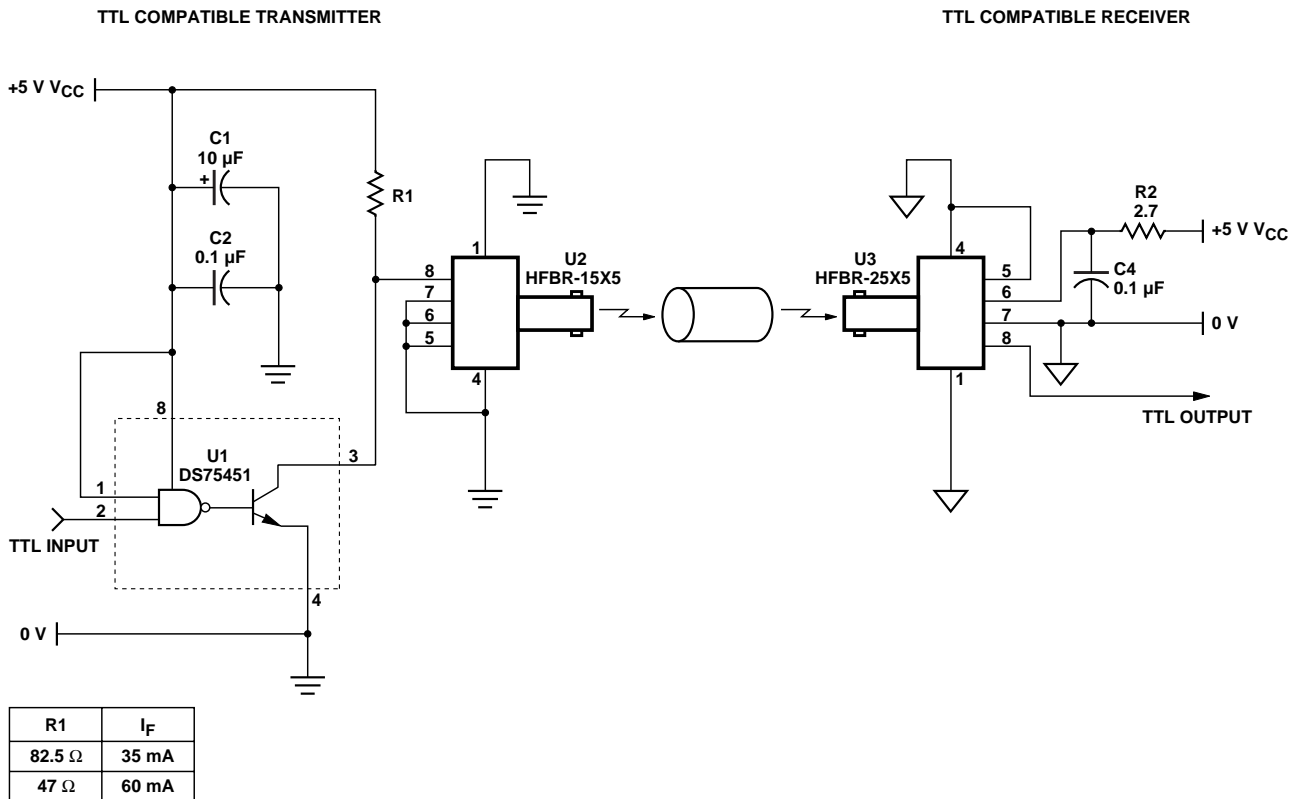 TTL COMPATIBLE TRANSMITTER
TTL COMPATIBLE RECEIVER
+5 V VCC
C1
10 µF
+
C2
0.1 µF
R1
1
U2
HFBR-15X5
8
7
6
5
4
U3
HFBR-25X5
4
5
6
7
8
1
R2
2.7
+5 V VCC
C4
0.1 µF
0 V
TTL OUTPUT
8
U1
DS75451
3
1
2
TTL INPUT
4
0 V
R1 IF
82.5 Ω 35 mA
47 Ω 60 mA